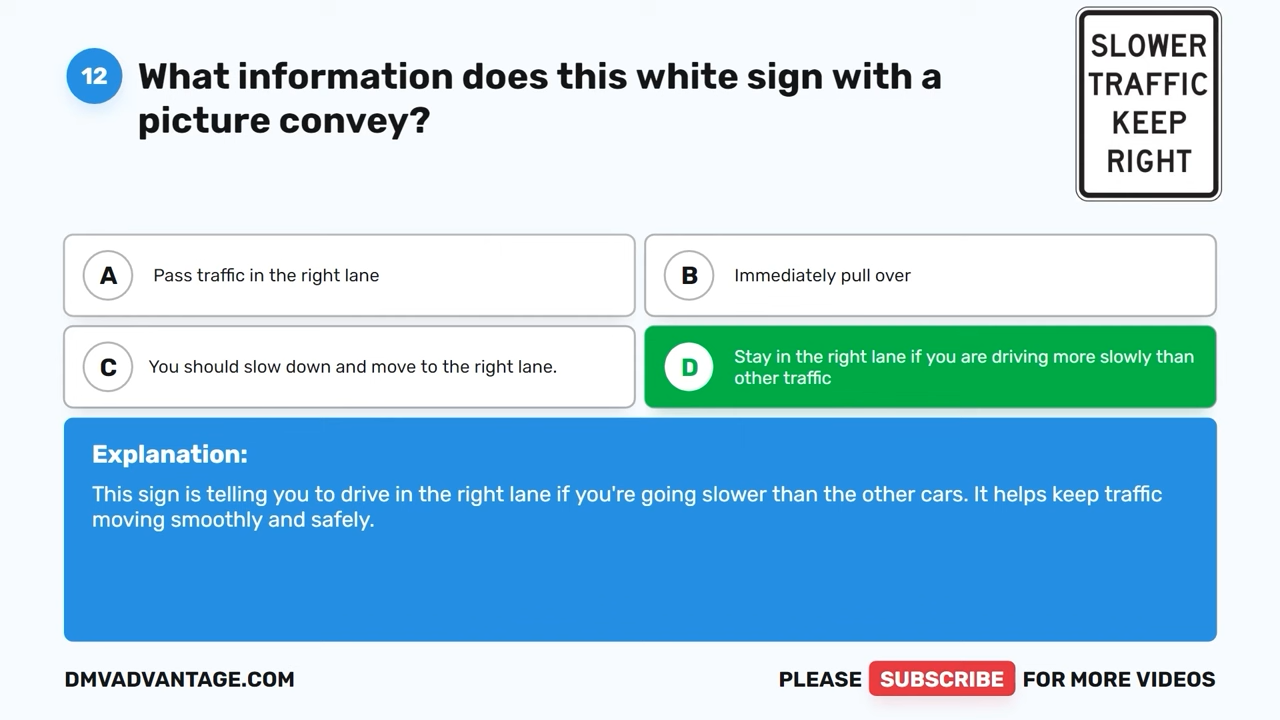 12
What information does this white sign with a
picture convey?
SLOWER
TRAFFIC
KEEP
RIGHT
A
Pass traffic in the right lane
B
Immediately pull over
C
You should slow down and move to the right lane.
D
Stay in the right lane if you are driving more slowly than
other traffic
Explanation:
This sign is telling you to drive in the right lane if you're going slower than the other cars. It helps keep traffic
moving smoothly and safely.
DMVADVANTAGE.COM
PLEASE SUBSCRIBE FOR MORE VIDEOS